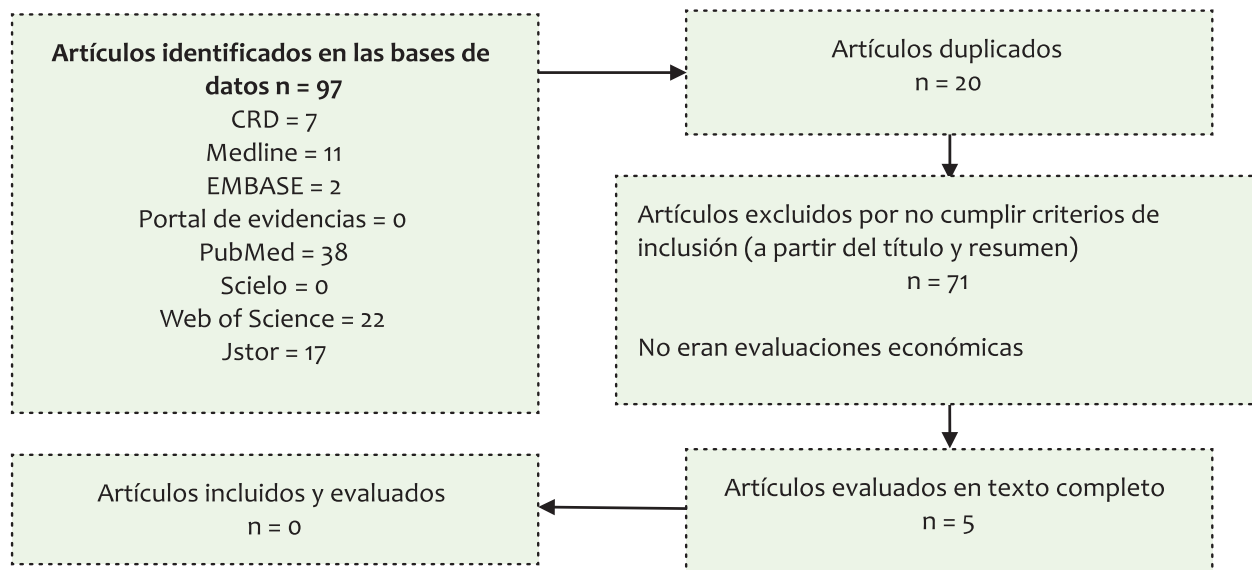 Artículos identificados en las bases de
datos n = 97
CRD = 7
Medline = 11
EMBASE = 2
Portal de evidencias = 0
PubMed = 38
Scielo = 0
Web of Science = 22
Jstor = 17
Artículos duplicados
n = 20
Artículos excluidos por no cumplir criterios de
inclusión (a partir del título y resumen)
n = 71
No eran evaluaciones económicas
Artículos evaluados en texto completo
n = 5
Artículos incluidos y evaluados
n = 0